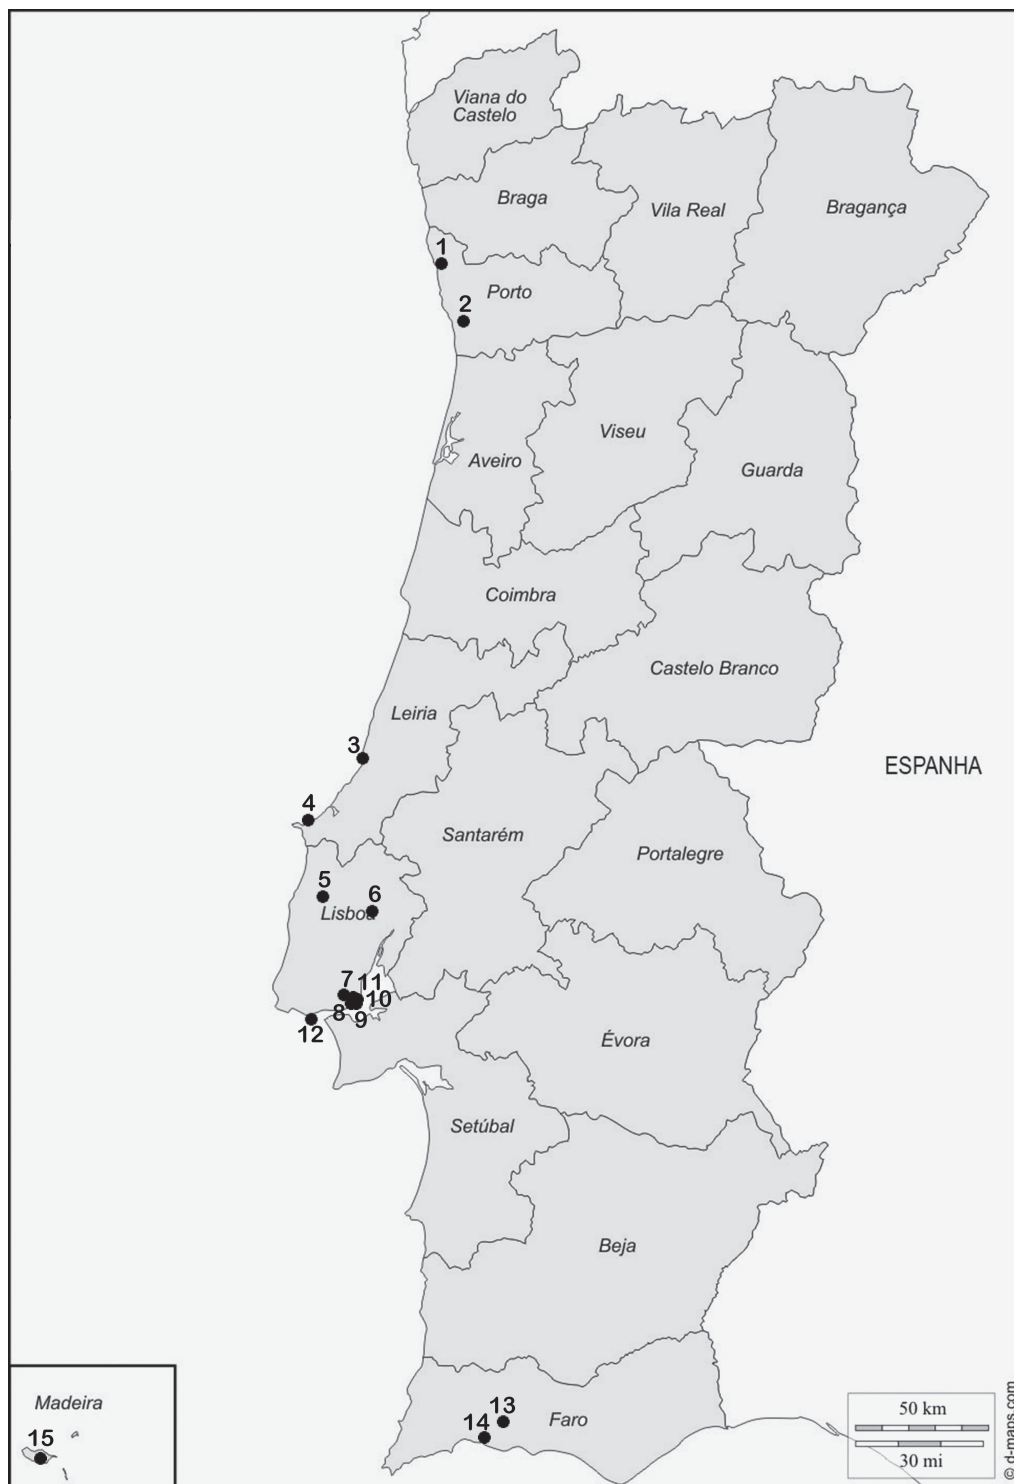 Viana do
Castelo
Braga
Vila Real
Bragança
1
Porto
2
Viseu
Aveiro
Guarda
Coimbra
Castelo Branco
Leiria
3
ESPANHA
4
Santarém
Portalegre
5
6
Lisboa
7
11
10
8
9
12
Évora
Setúbal
Beja
Madeira
15
13
14
Faro
50 km
30 mi
© d-maps.com